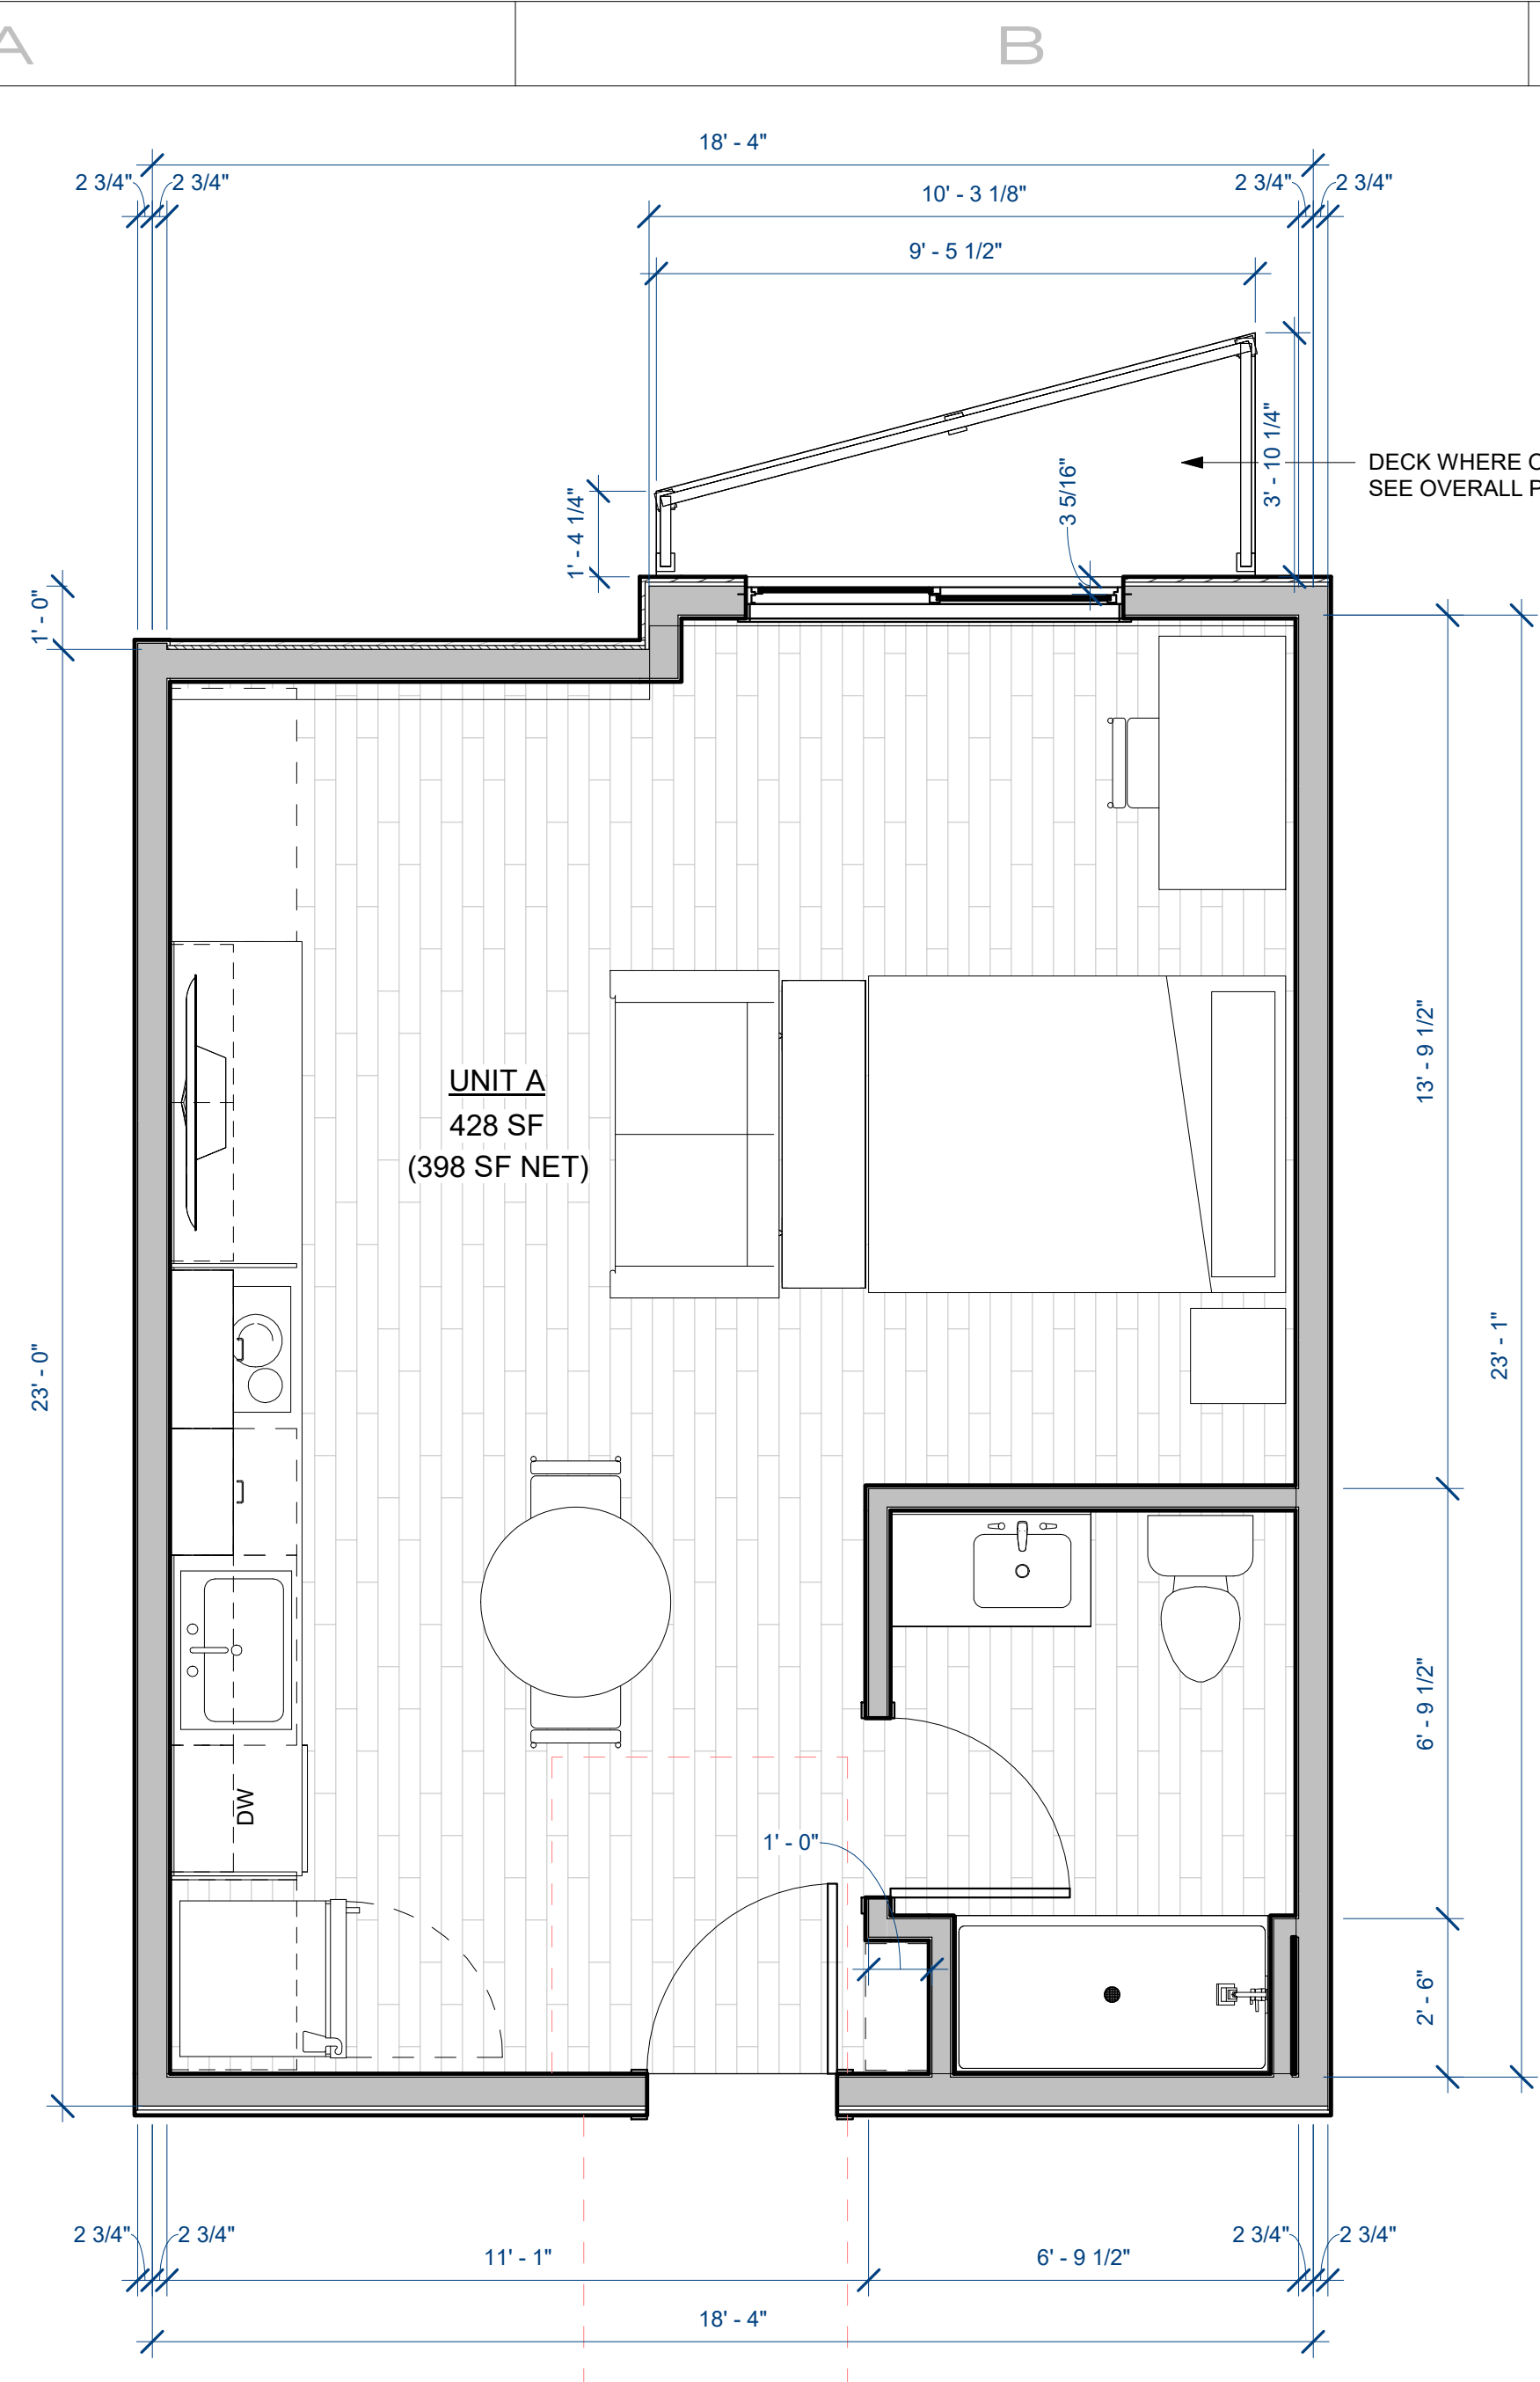 A
B
18' - 4"
2 3/4"
2 3/4"
10' - 3 1/8"
2 3/4"
2 3/4"
9' - 5 1/2"
3' - 10 1/4"
DECK WHERE
SEE OVERALL
3 5/16"
1' - 4 1/4"
1' - 0"
13' - 9 1/2"
UNIT A
428 SF
(398 SF NET)
23' - 0"
23' - 1"
6' - 9 1/2"
DW
1' - 0"
2' - 6"
2 3/4"
2 3/4"
11' - 1"
6' - 9 1/2"
2 3/4"
2 3/4"
18' - 4"